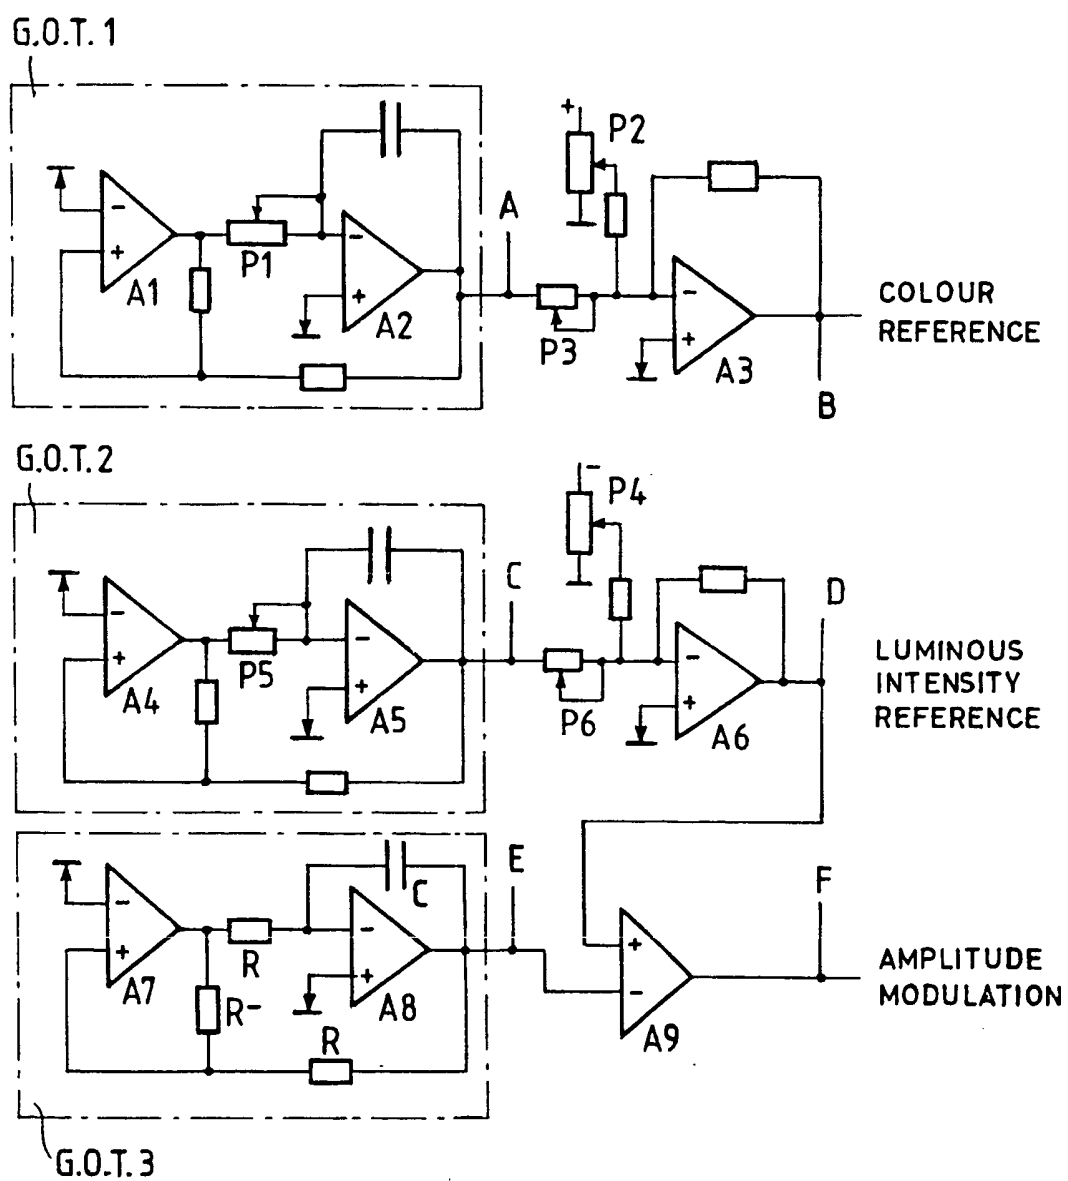 G.O.T. 1
+
P2
A
-
+
A1
P1
-
+
A2
P3
-
+
A3
COLOUR
REFERENCE
B
G.O.T. 2
-
P4
C
D
-
+
A4
P5
-
+
A5
P6
-
+
A6
LUMINOUS
INTENSITY
REFERENCE
-
+
A7
R
R-
C
-
+
A8
R
E
+
-
A9
F
AMPLITUDE
MODULATION
G.O.T. 3